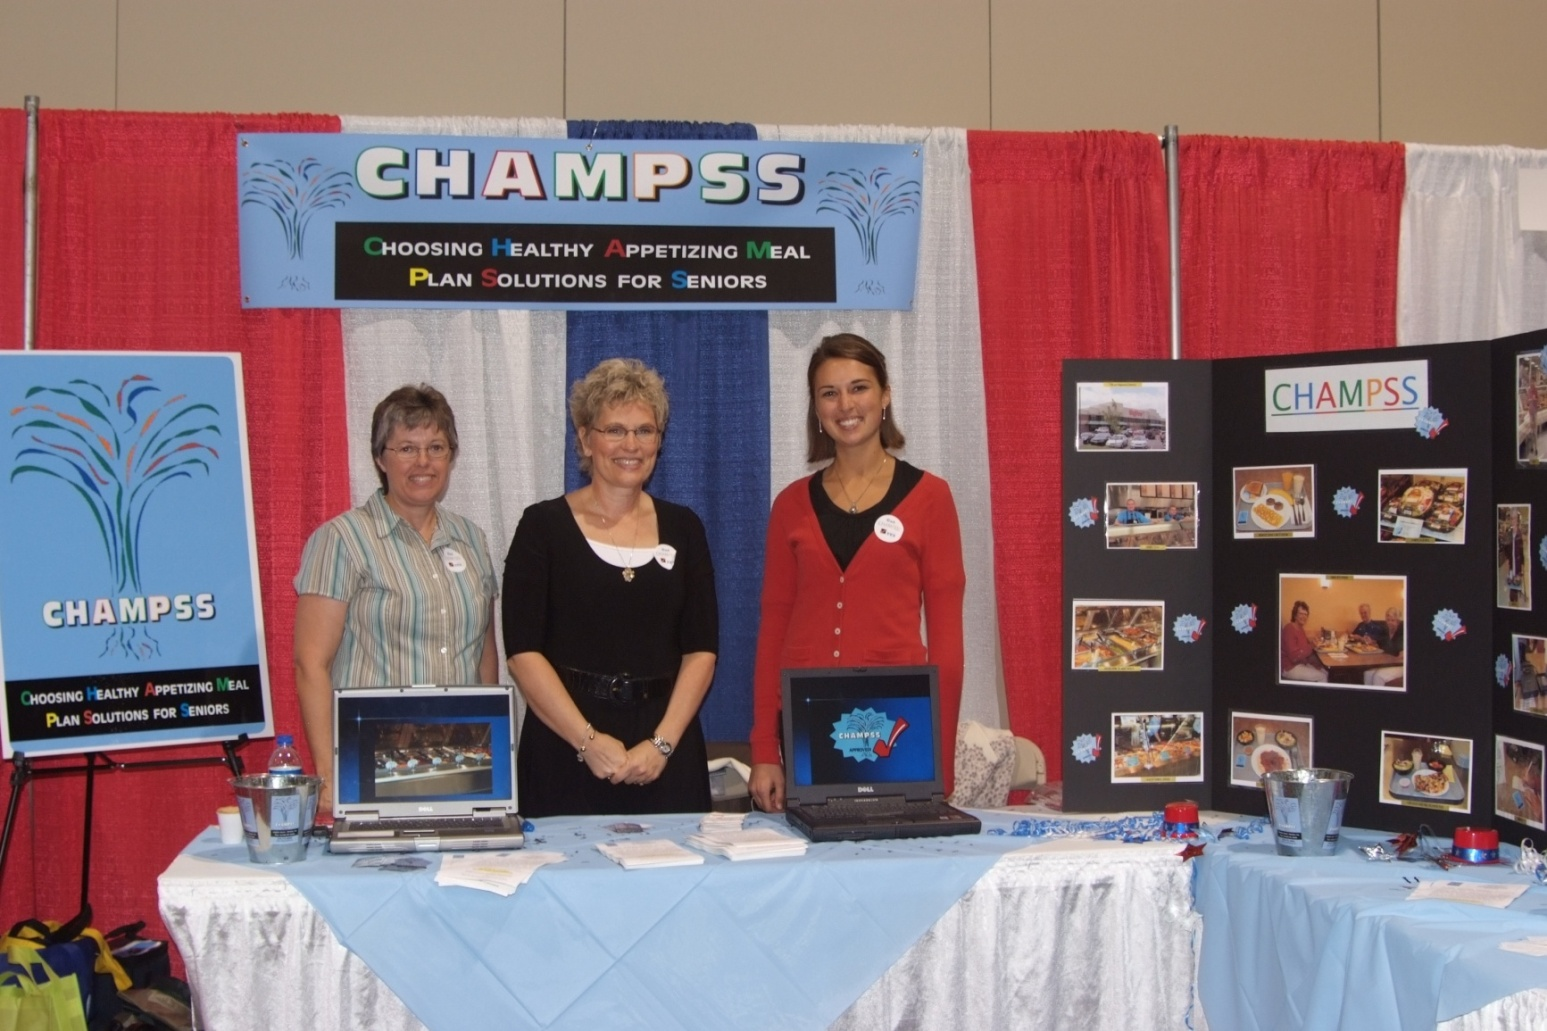 CHAMPSS
CHOOSING HEALTHY APPETIZING MEAL
PLAN SOLUTIONS FOR SENIORS
CHAMPSS
CHOOSING HEALTHY APPETIZING MEAL
PLAN SOLUTIONS FOR SENIORS
CHAMPSS
CHAMPSS
APPROVED
DELL
DELL